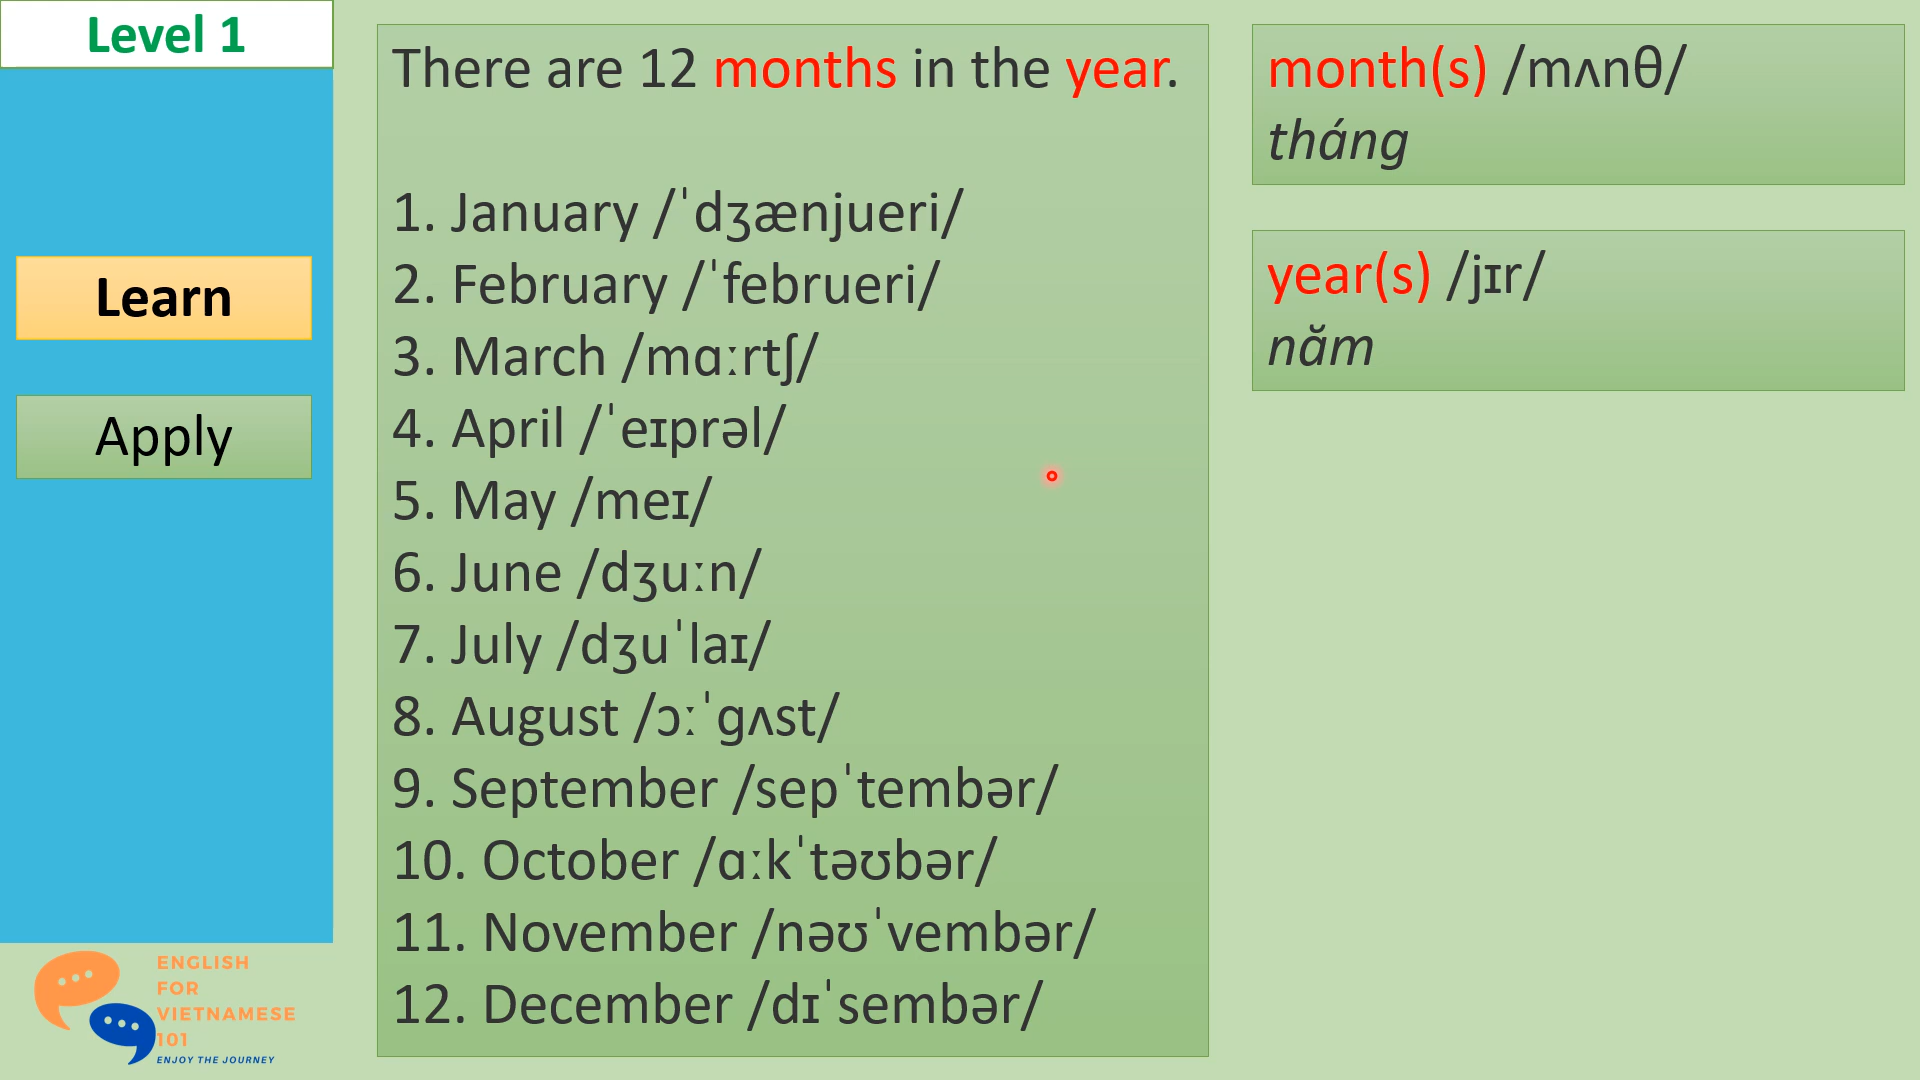 Level 1
Learn
Apply
There are 12 months in the year.
1. January /ˈdʒænjueri/
2. February /ˈfebrueri/
3. March /mɑːrtʃ/
4. April /ˈeɪprəl/
5. May /meɪ/
6. June /dʒuːn/
7. July /dʒuˈlaɪ/
8. August /ɔːˈɡʌst/
9. September /sepˈtembər/
10. October /ɑːkˈtəʊbər/
11. November /nəʊˈvembər/
12. December /dɪˈsembər/
month(s) /mʌnθ/
tháng
year(s) /jɪr/
năm
ENGLISH
FOR
VIETNAMESE
101
ENJOY THE JOURNEY